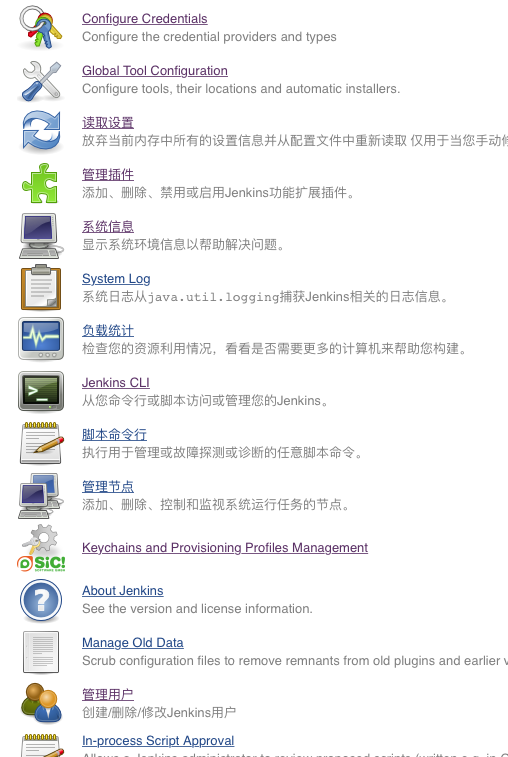 Configure Credentials
Configure the credential providers and types
Global Tool Configuration
Configure tools, their locations and automatic installers.
读取设置
放弃当前内存中所有的设置信息并从配置文件中重新读取 仅用于当您手动修
管理插件
添加、删除、禁用或启用Jenkins功能扩展插件。
系统信息
显示系统环境信息以帮助解决问题。
System Log
系统日志从java.util.logging捕获Jenkins相关的日志信息。
负载统计
检查您的资源利用情况，看看是否需要更多的计算机来帮助您构建。
Jenkins CLI
从您命令行或脚本访问或管理您的Jenkins。
脚本命令行
执行用于管理或故障探测或诊断的任意脚本命令。
管理节点
添加、删除、控制和监视系统运行任务的节点。
SiC!
Keychains and Provisioning Profiles Management
About Jenkins
See the version and license information.
Manage Old Data
Scrub configuration files to remove remnants from old plugins and earlier v
管理用户
创建/删除/修改Jenkins用户
In-process Script Approval